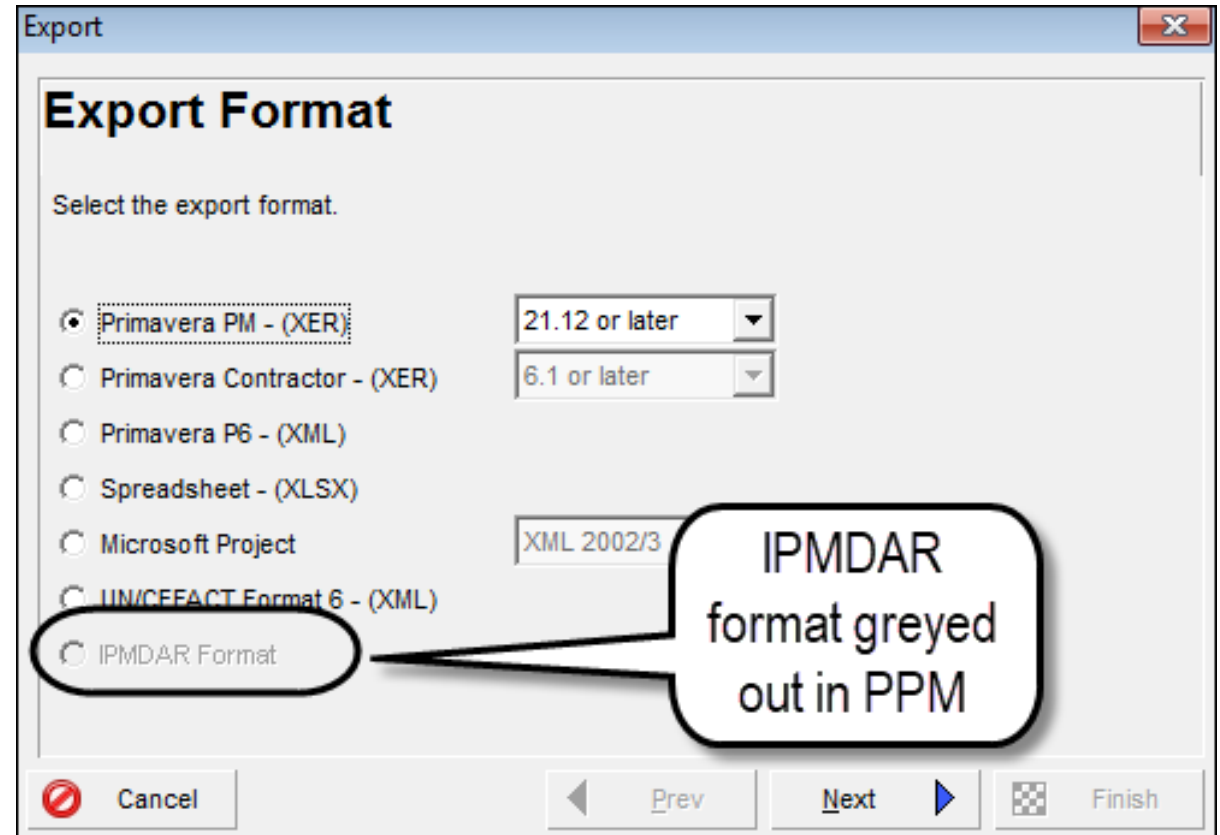 Export
Export Format
Select the export format.
Primavera PM - (XER) 21.12 or later
Primavera Contractor - (XER) 6.1 or later
Primavera P6 - (XML)
Spreadsheet - (XLSX)
Microsoft Project XML 2002/3
UN/CEFACT Format 6 - (XML)
IPMDAR Format
IPMDAR
format greyed
out in PPM
Cancel Prev Next Finish